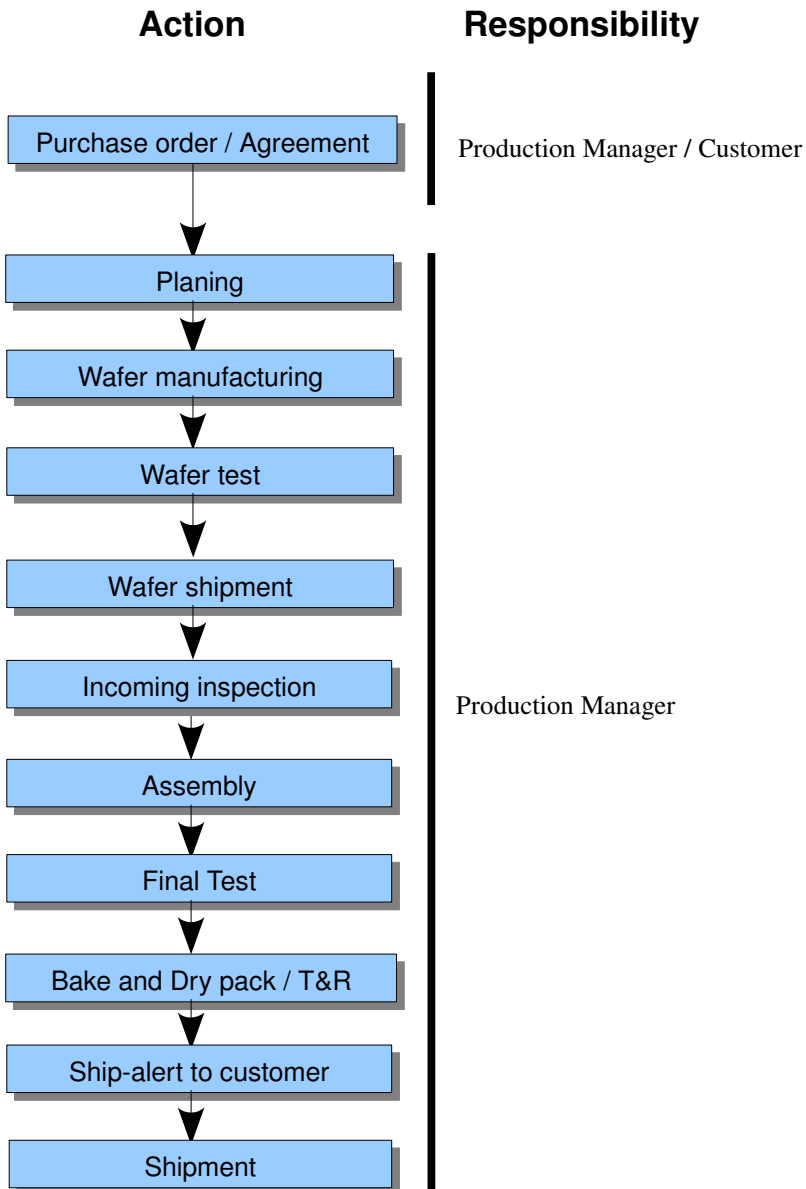 Action Responsibility
Purchase order / Agreement
Production Manager / Customer
Planing
Wafer manufacturing
Wafer test
Wafer shipment
Incoming inspection
Production Manager
Assembly
Final Test
Bake and Dry pack / T&R
Ship-alert to customer
Shipment